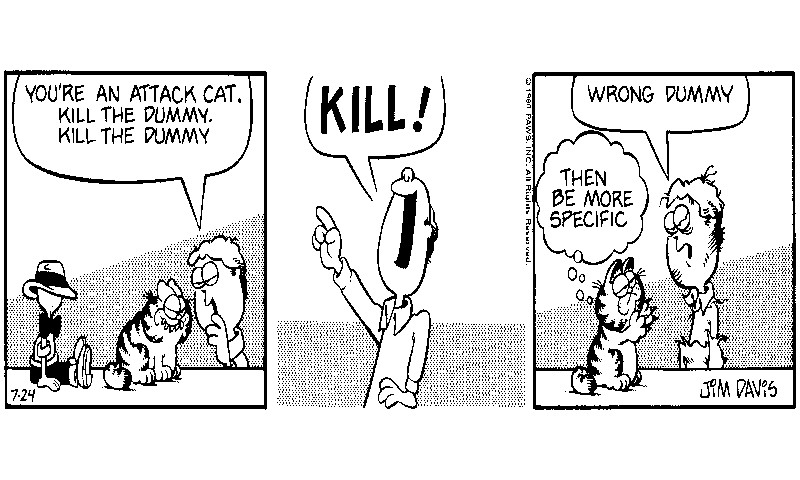 YOU'RE AN ATTACK CAT.
KILL THE DUMMY.
KILL THE DUMMY
7-24
KILL!
© 1980 PAWS, INC. All Rights Reserved.
WRONG DUMMY
THEN
BE MORE
SPECIFIC
JIM DAVIS